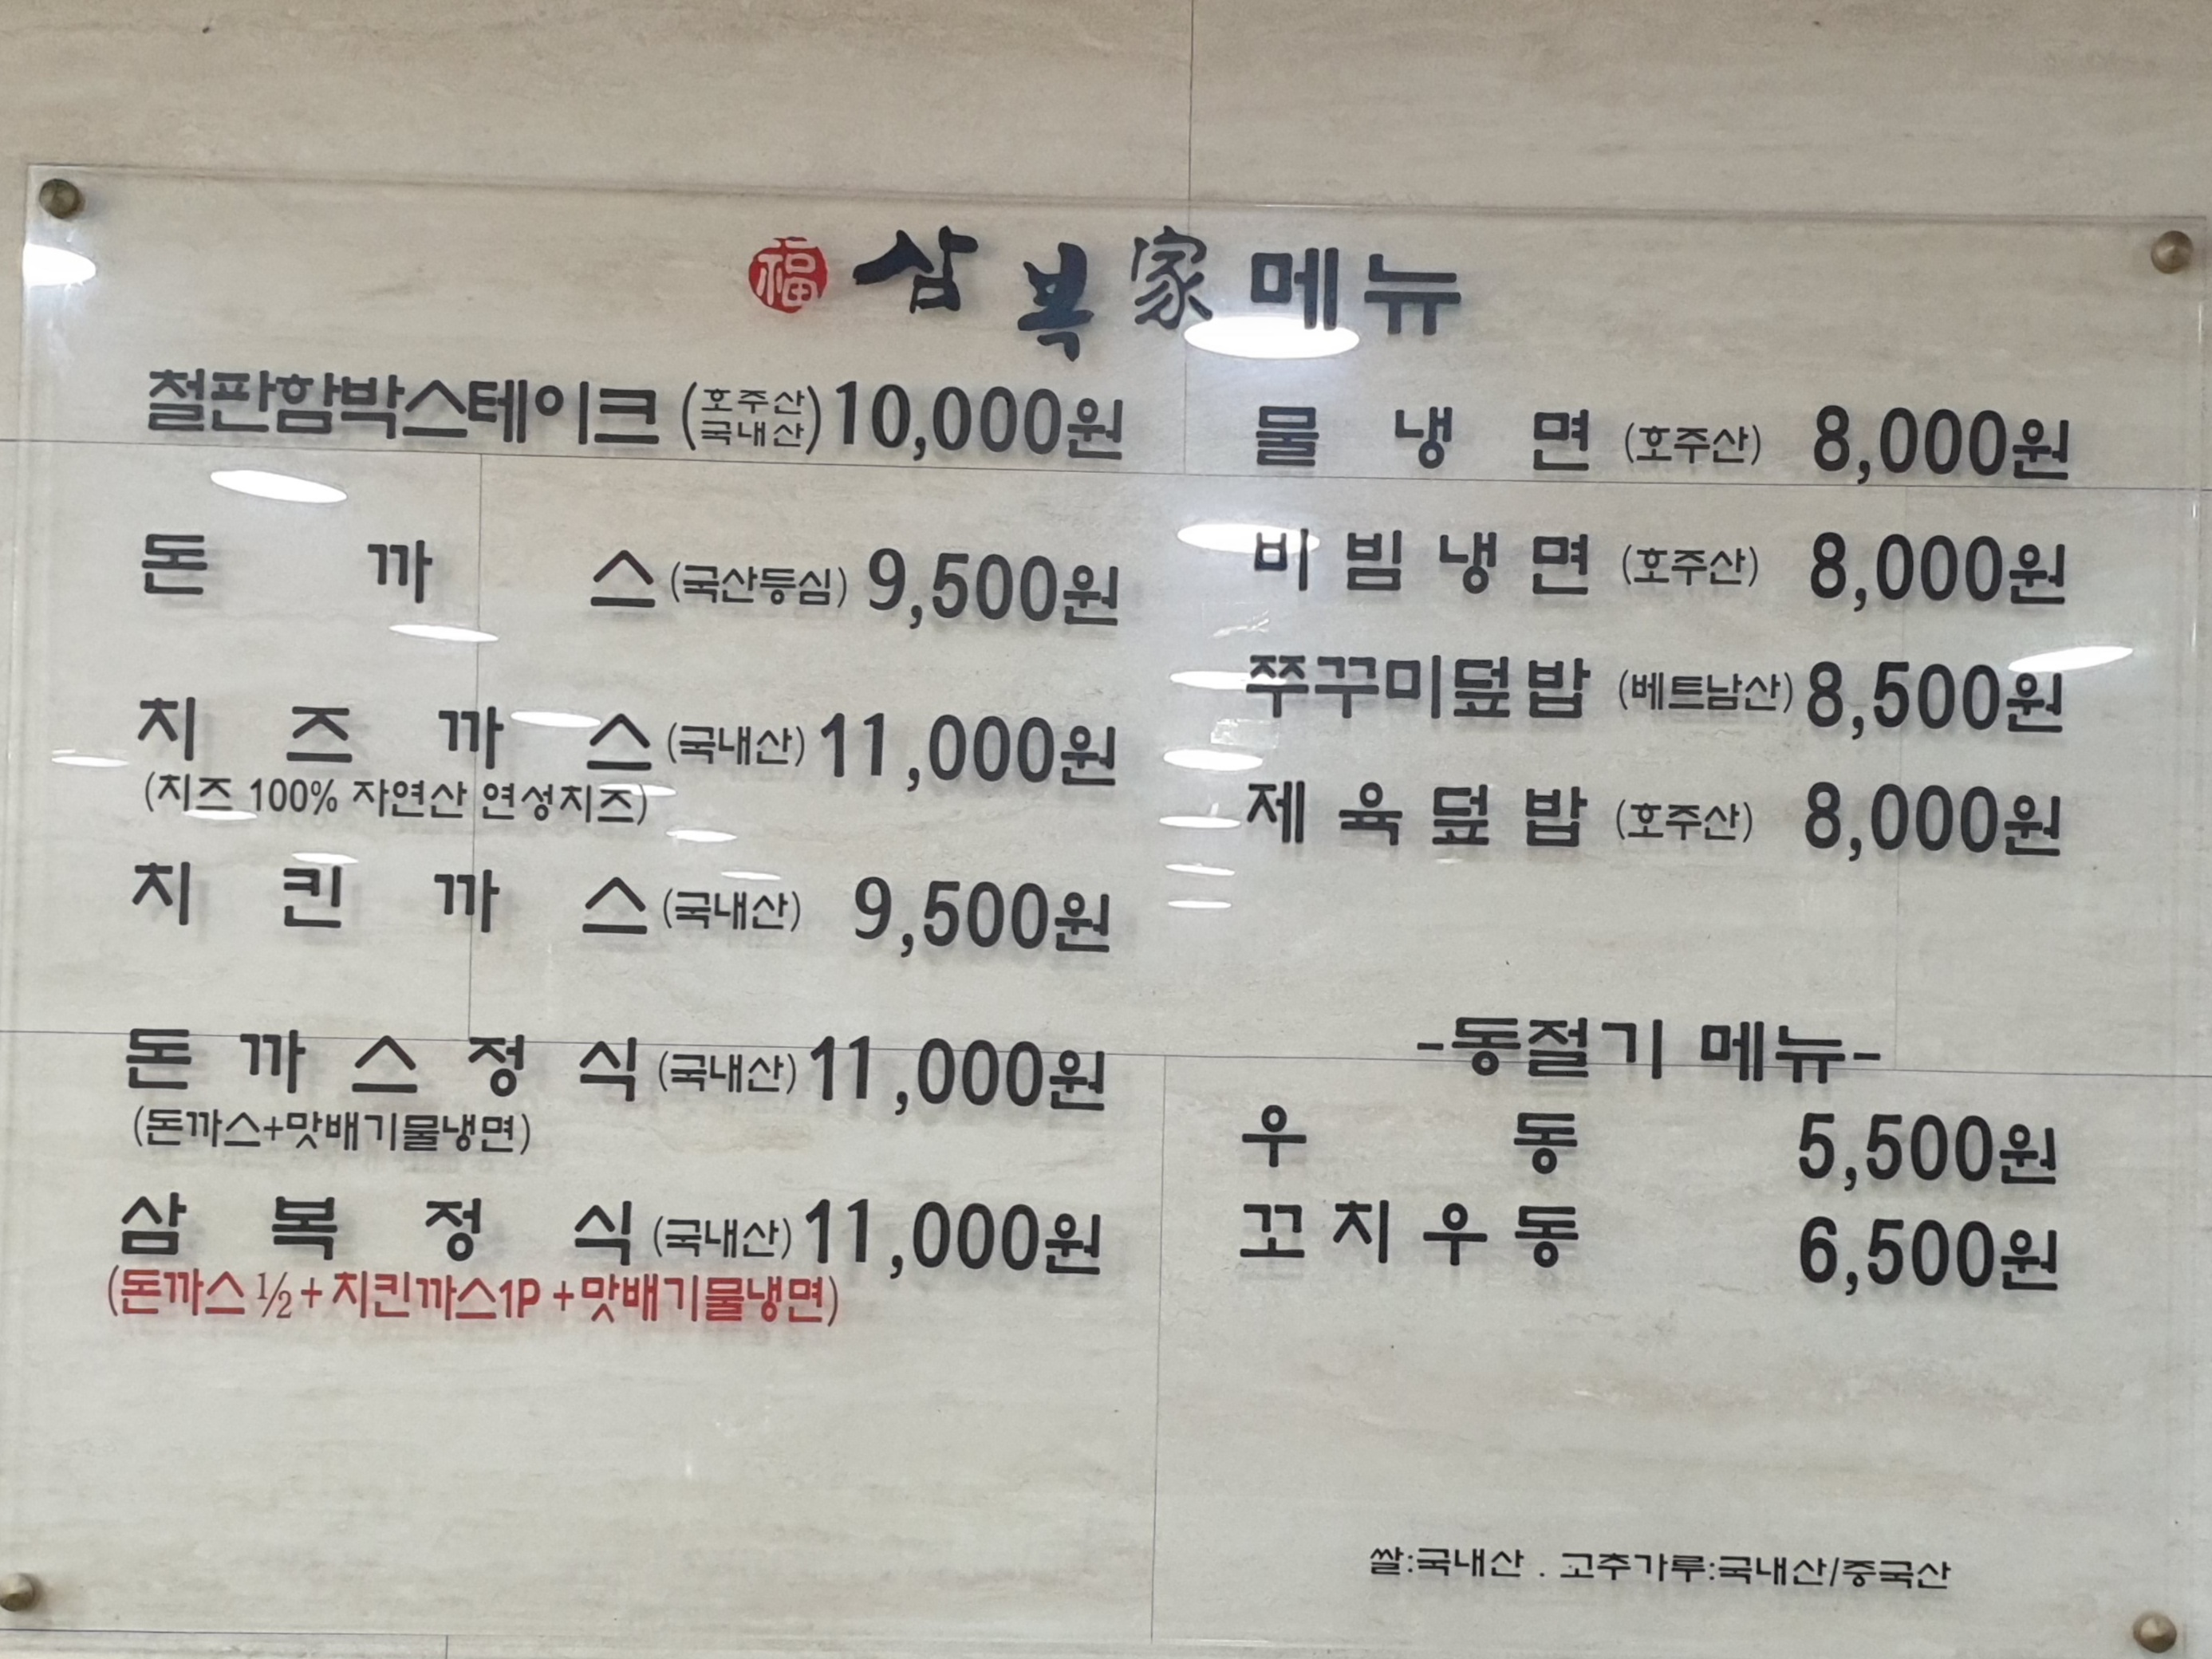 福 삼복家 메뉴
철판함박스테이크 (호주산 국내산) 10,000원
돈까스 (국산등심) 9,500원
치즈까스 (국내산) 11,000원
(치즈 100% 자연산 연성치즈)
치킨까스 (국내산) 9,500원
돈까스정식 (국내산) 11,000원
(돈까스+맛배기물냉면)
삼복정식 (국내산) 11,000원
(돈까스 ½ + 치킨까스1P + 맛배기물냉면)
물냉면 (호주산) 8,000원
비빔냉면 (호주산) 8,000원
쭈꾸미덮밥 (베트남산) 8,500원
제육덮밥 (호주산) 8,000원
-동절기 메뉴-
우동 5,500원
꼬치우동 6,500원
쌀:국내산 . 고추가루:국내산/중국산